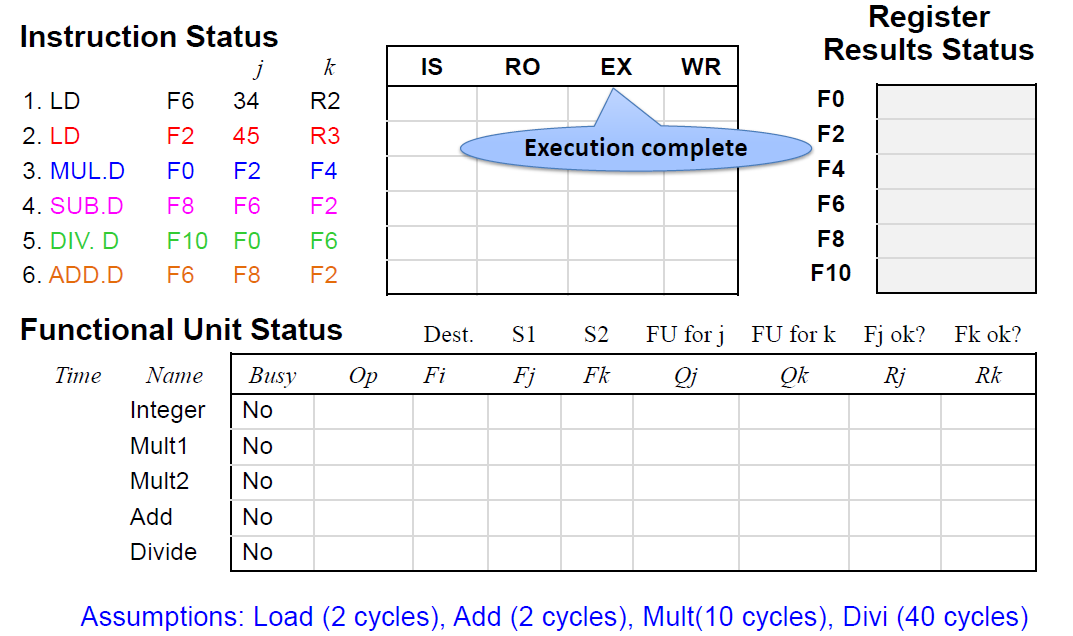 Instruction Status
j k
1. LD F6 34 R2
2. LD F2 45 R3
3. MUL.D F0 F2 F4
4. SUB.D F8 F6 F2
5. DIV. D F10 F0 F6
6. ADD.D F6 F8 F2
IS RO EX WR
Execution complete
Register
Results Status
F0
F2
F4
F6
F8
F10
Functional Unit Status
Dest. S1 S2 FU for j FU for k Fj ok? Fk ok?
Time Name Busy Op Fi Fj Fk Qj Qk Rj Rk
Integer No
Mult1 No
Mult2 No
Add No
Divide No
Assumptions: Load (2 cycles), Add (2 cycles), Mult(10 cycles), Divi (40 cycles)